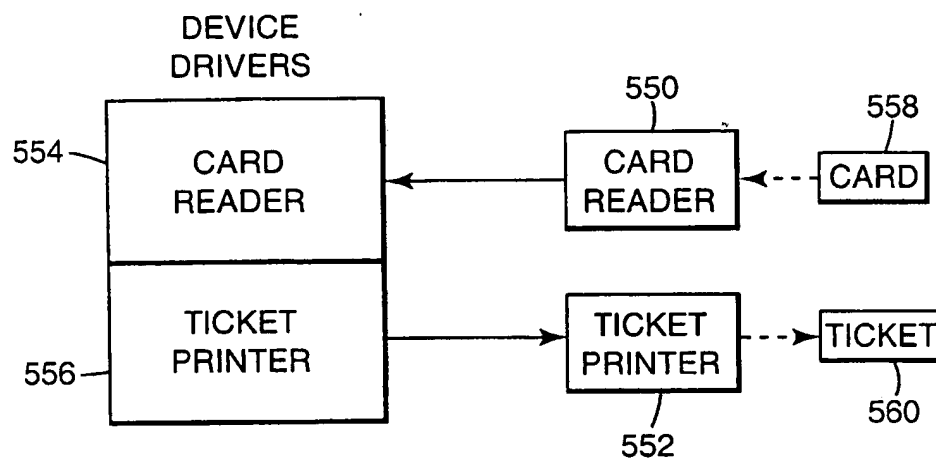 DEVICE
DRIVERS
554
CARD
READER
550
CARD
READER
558
CARD
556
TICKET
PRINTER
TICKET
PRINTER
552
TICKET
560